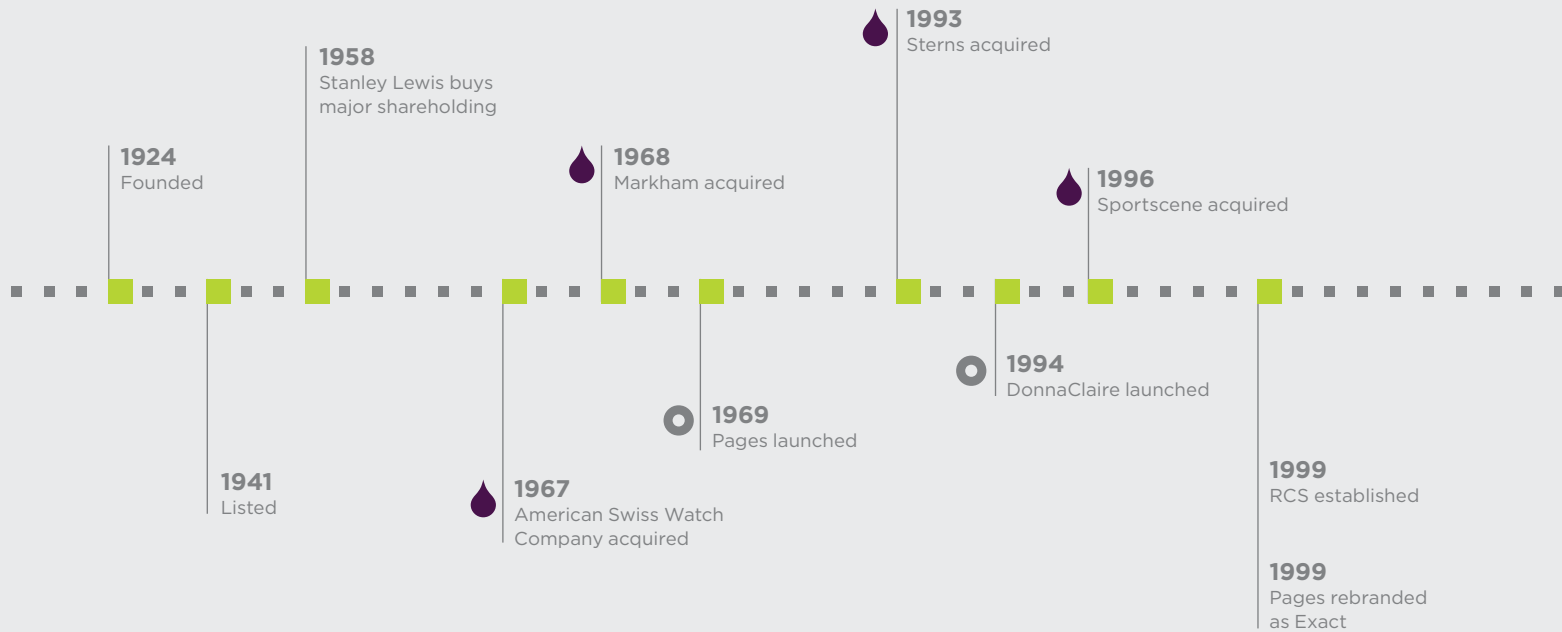 1924
Founded
1941
Listed
1958
Stanley Lewis buys
major shareholding
1967
American Swiss Watch
Company acquired
1968
Markham acquired
1969
Pages launched
1993
Sterns acquired
1994
DonnaClaire launched
1996
Sportscene acquired
1999
RCS established
1999
Pages rebranded
as Exact